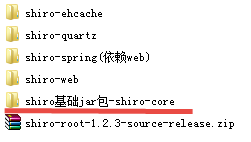 shiro-ehcache
shiro-quartz
shiro-spring(依赖web)
shiro-web
shiro基础jar包-shiro-core
shiro-root-1.2.3-source-release.zip